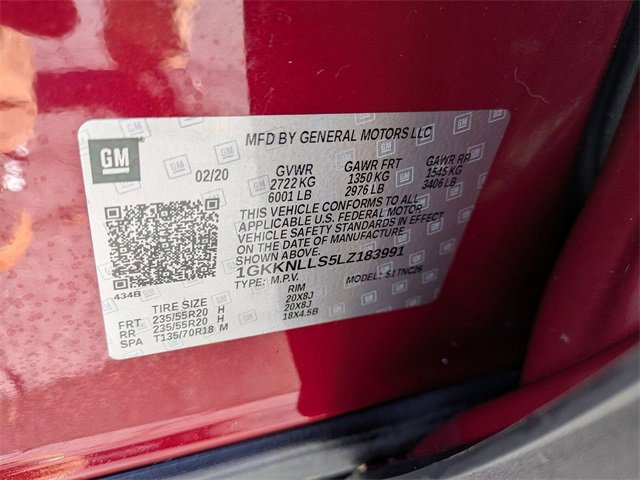 GM
MFD BY GENERAL MOTORS LLC
02/20
GVWR GAWR FRT GAWR RR
2722 KG 1350 KG 1545 KG
6001 LB 2976 LB 3406 LB
THIS VEHICLE CONFORMS TO ALL
APPLICABLE U.S. FEDERAL MOTOR
VEHICLE SAFETY STANDARDS IN EFFECT
ON THE DATE OF MANUFACTURE
SHOWN ABOVE.
1GKKNLLS5LZ183991
TYPE: M.P.V. MODEL: S1TNC26
434B
TIRE SIZE RIM
FRT 235/55R20 H 20X8J
RR 235/55R20 H 20X8J
SPA T135/70R18 M 18X4.5B